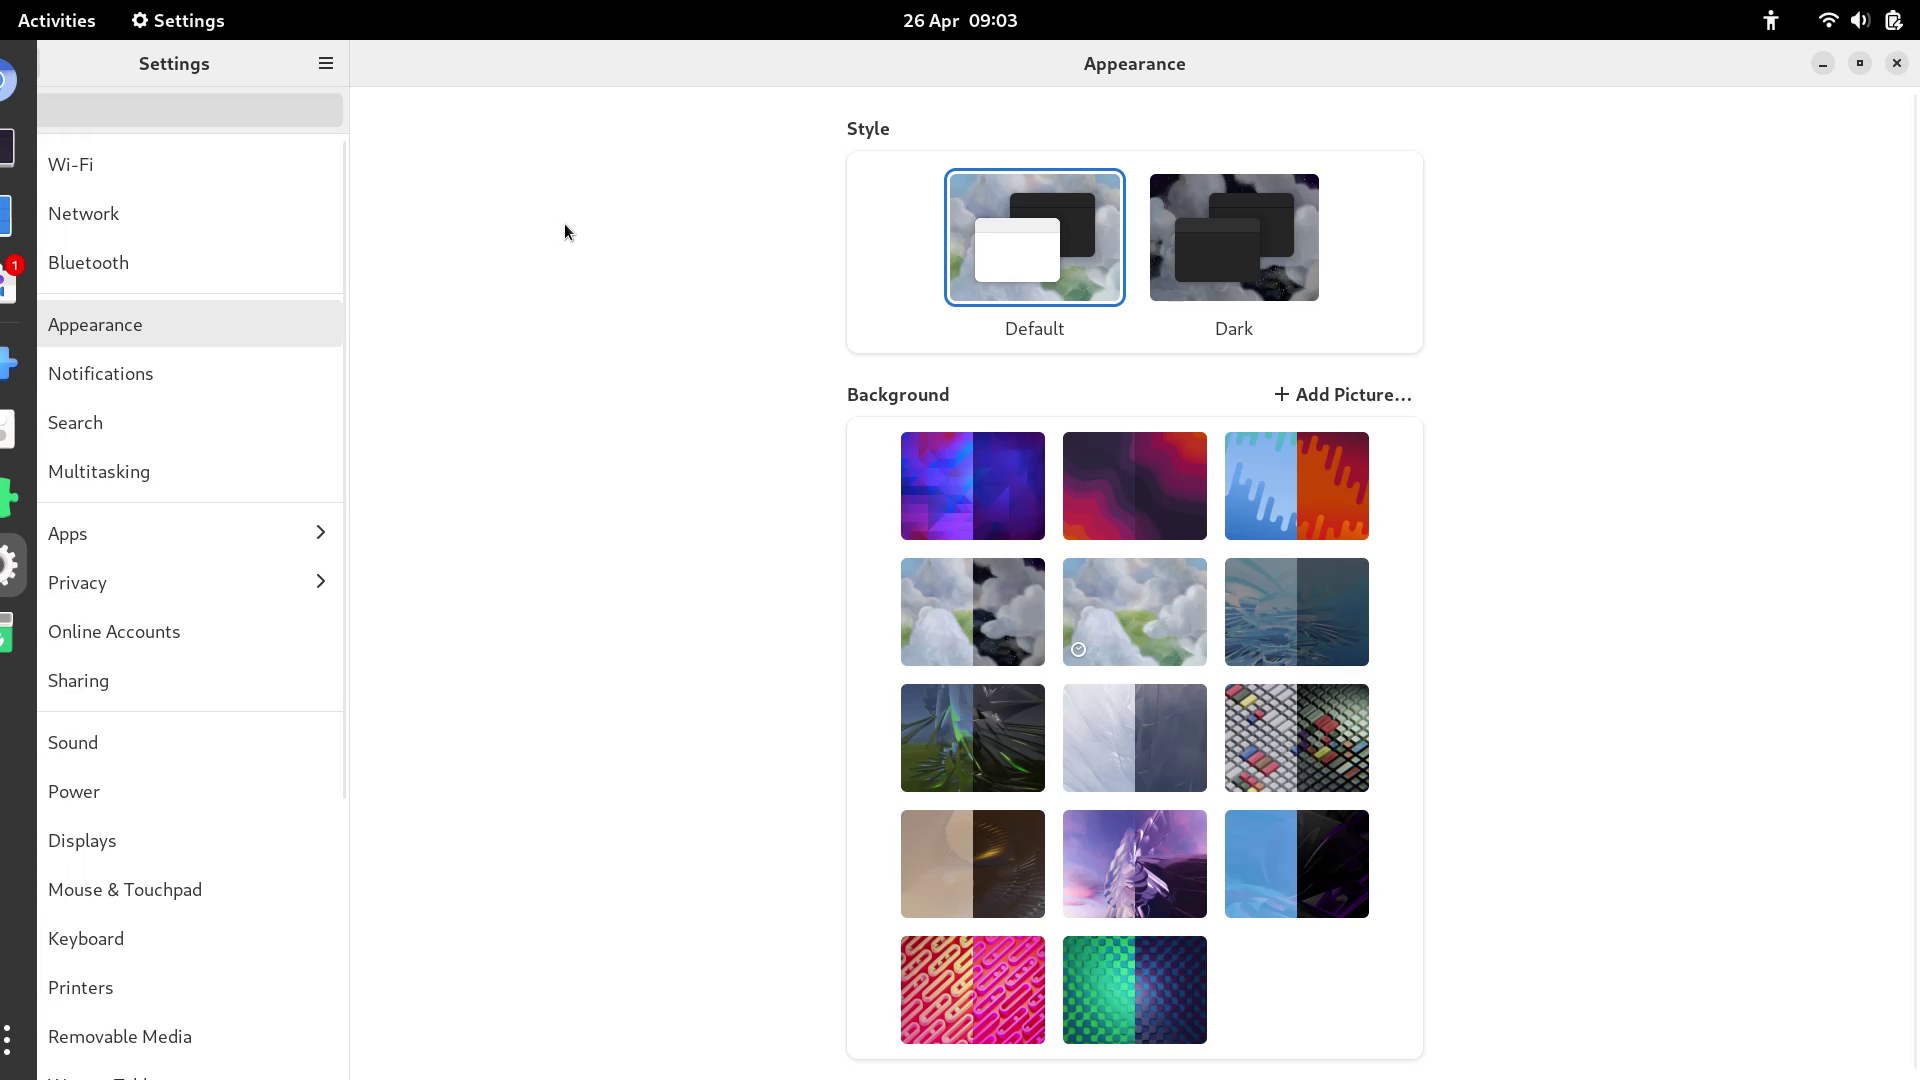 Activities
Settings
26 Apr 09:03
Settings
Appearance
1
Wi-Fi
Network
Bluetooth
Appearance
Notifications
Search
Multitasking
Apps
Privacy
Online Accounts
Sharing
Sound
Power
Displays
Mouse & Touchpad
Keyboard
Printers
Removable Media
Style
Default
Dark
Background
Add Picture...